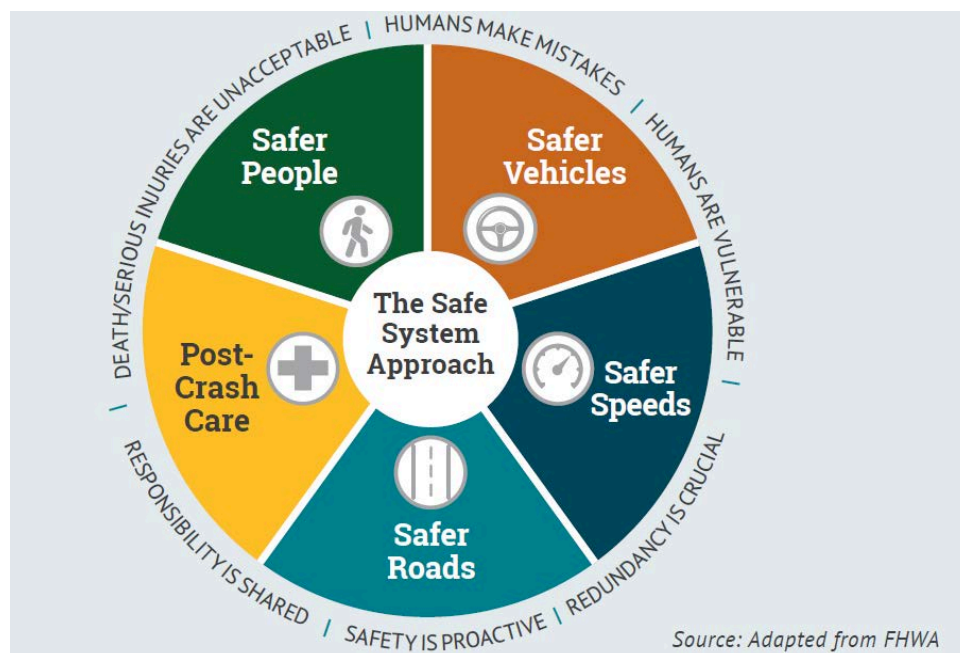 DEATH/SERIOUS INJURIES ARE UNACCEPTABLE | HUMANS MAKE MISTAKES | HUMANS ARE VULNERABLE |
REDUNDANCY IS CRUCIAL | SAFETY IS PROACTIVE | RESPONSIBILITY IS SHARED |
Safer
People
Safer
Vehicles
The Safe
System
Approach
Post-
Crash
Care
Safer
Speeds
Safer
Roads
Source: Adapted from FHWA